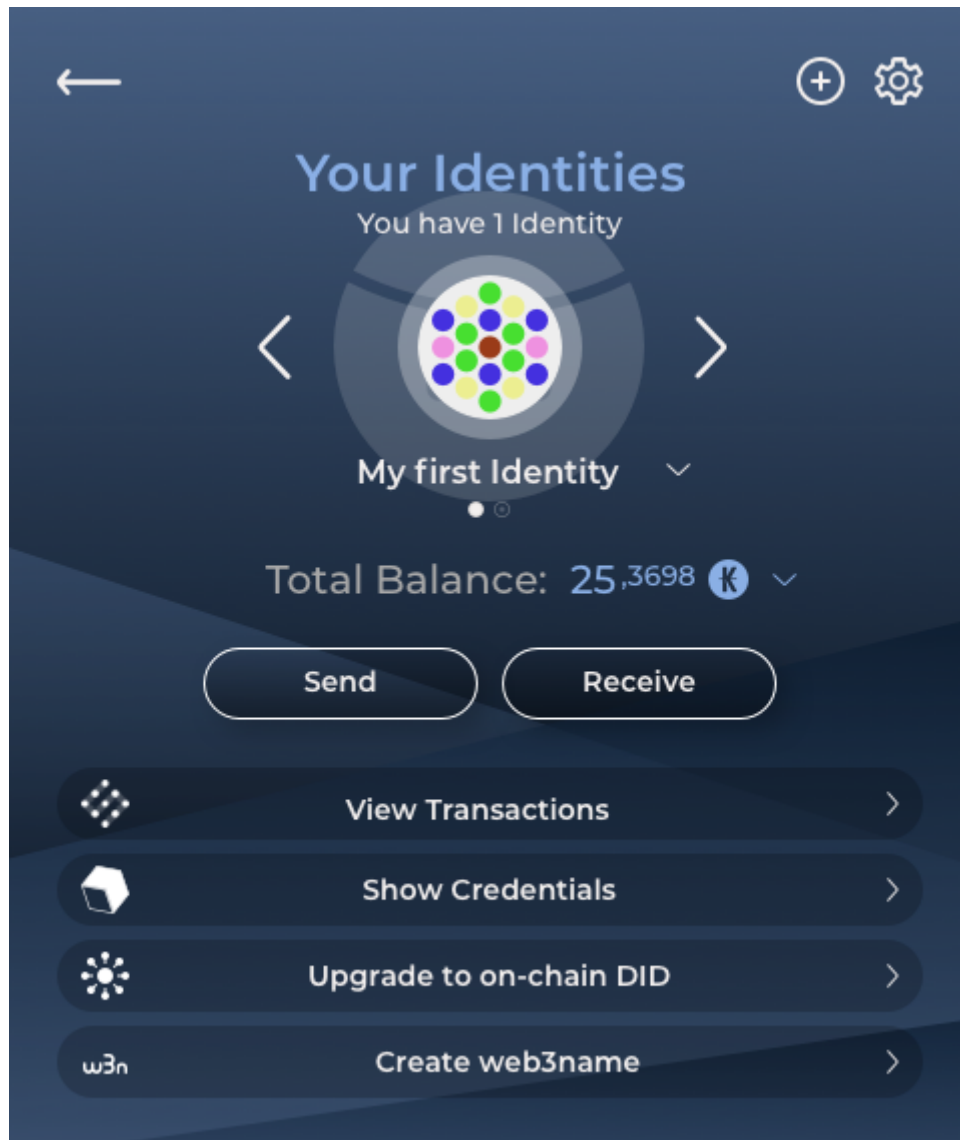 Your Identities
You have 1 Identity
My first Identity
Total Balance: 25,3698 K
Send
Receive
View Transactions
Show Credentials
Upgrade to on-chain DID
w3n Create web3name